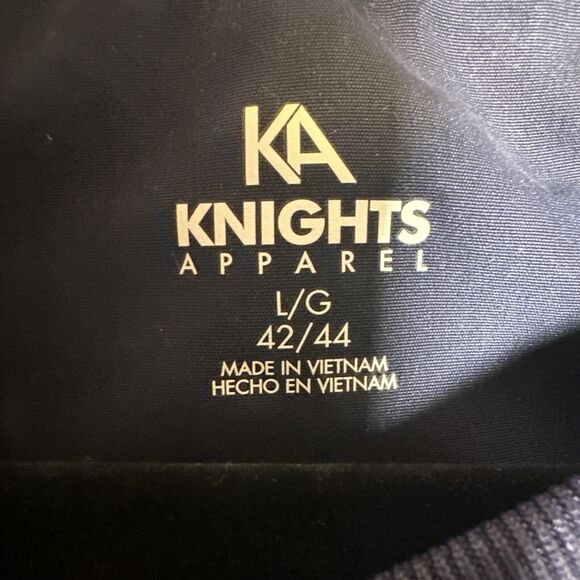 KA
KNIGHTS
APPAREL
L/G
42/44
MADE IN VIETNAM
HECHO EN VIETNAM